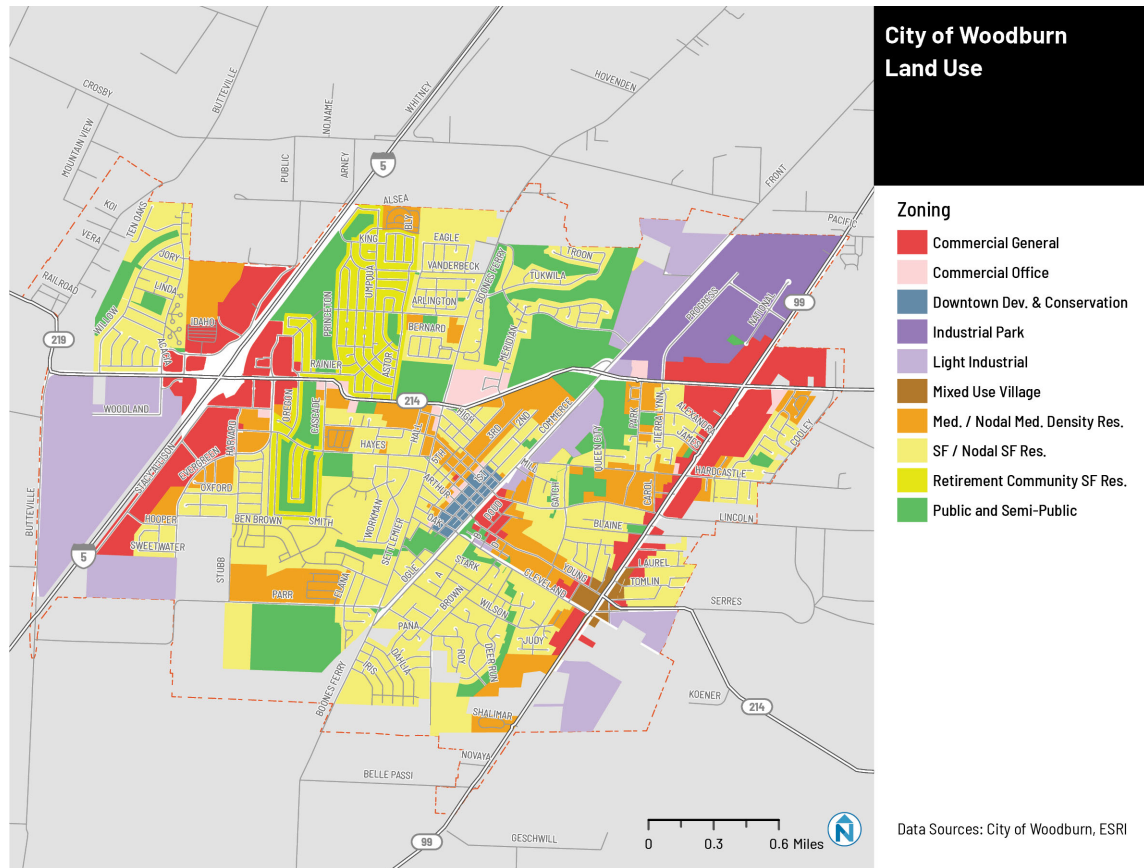 City of Woodburn
Land Use
Zoning
Commercial General
Commercial Office
Downtown Dev. & Conservation
Industrial Park
Light Industrial
Mixed Use Village
Med. / Nodal Med. Density Res.
SF / Nodal SF Res.
Retirement Community SF Res.
Public and Semi-Public
Data Sources: City of Woodburn, ESRI
CROSBY
BUTTEVILLE
NO NAME
WHITNEY
HOVENDEN
MOUNTAIN VIEW
PUBLIC
ARNEY
5
FRONT
ALSEA
PACIFIC
KOI
TEN OAKS
BLY
VERA
KING
EAGLE
JORY
VANDERBECK
BOONES FERRY
TROON
TUKWILA
RAILROAD
LINDA
UMPQUA
ARLINGTON
PROGRESS
NATIONAL
99
WILLOW
IDAHO
PRINCETON
BERNARD
MERIDIAN
219
ACACIA
RAINIER
ASTOR
214
WOODLAND
OREGON
CASCADE
HIGH
2ND
3RD
COMMERCE
PARK
TIERRA LYNN
ALEXANDRA
COOLEY
HARVARD
HAYES
HALL
5TH
QUEEN CITY
JAMES
STACY ALLISON
EVERGREEN
MILL
HARDCASTLE
OXFORD
ARTHUR
1ST
GATCH
CAROL
BUTTEVILLE
HOOPER
BEN BROWN
SMITH
WORKMAN
OAK
DOUD
BLAINE
LINCOLN
SWEETWATER
SETTLEMIER
5
STUBB
OGLE
STARK
A
D
YOUNG
CLEVELAND
LAUREL
TOMLIN
PARR
ELANA
BROWN
WILSON
SERRES
PANA
JUDY
IRIS
DAHLIA
ROY
DEER RUN
BOONES FERRY
KOENER
214
SHALIMAR
NOVAYA
BELLE PASSI
99
GESCHWILL
0
0.3
0.6 Miles
N